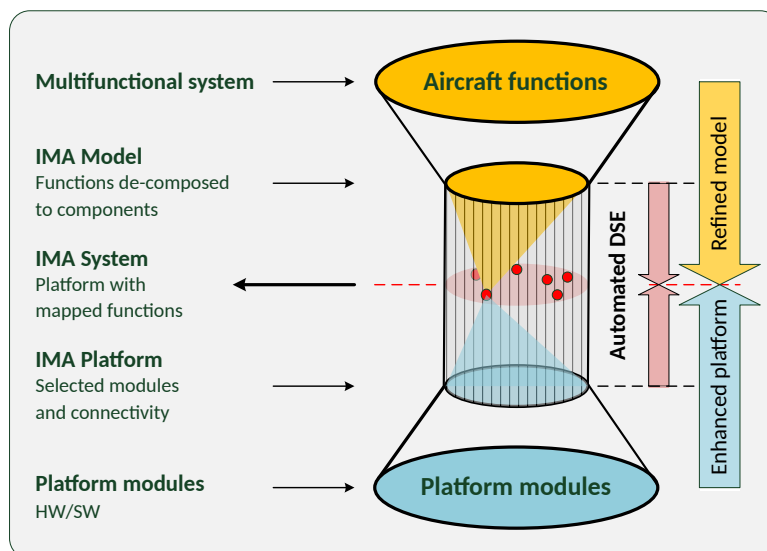 Multifunctional system
Aircraft functions
IMA Model
Functions de-composed
to components
IMA System
Platform with
mapped functions
IMA Platform
Selected modules
and connectivity
Platform modules
HW/SW
Platform modules
Automated DSE
Refined model
Enhanced platform